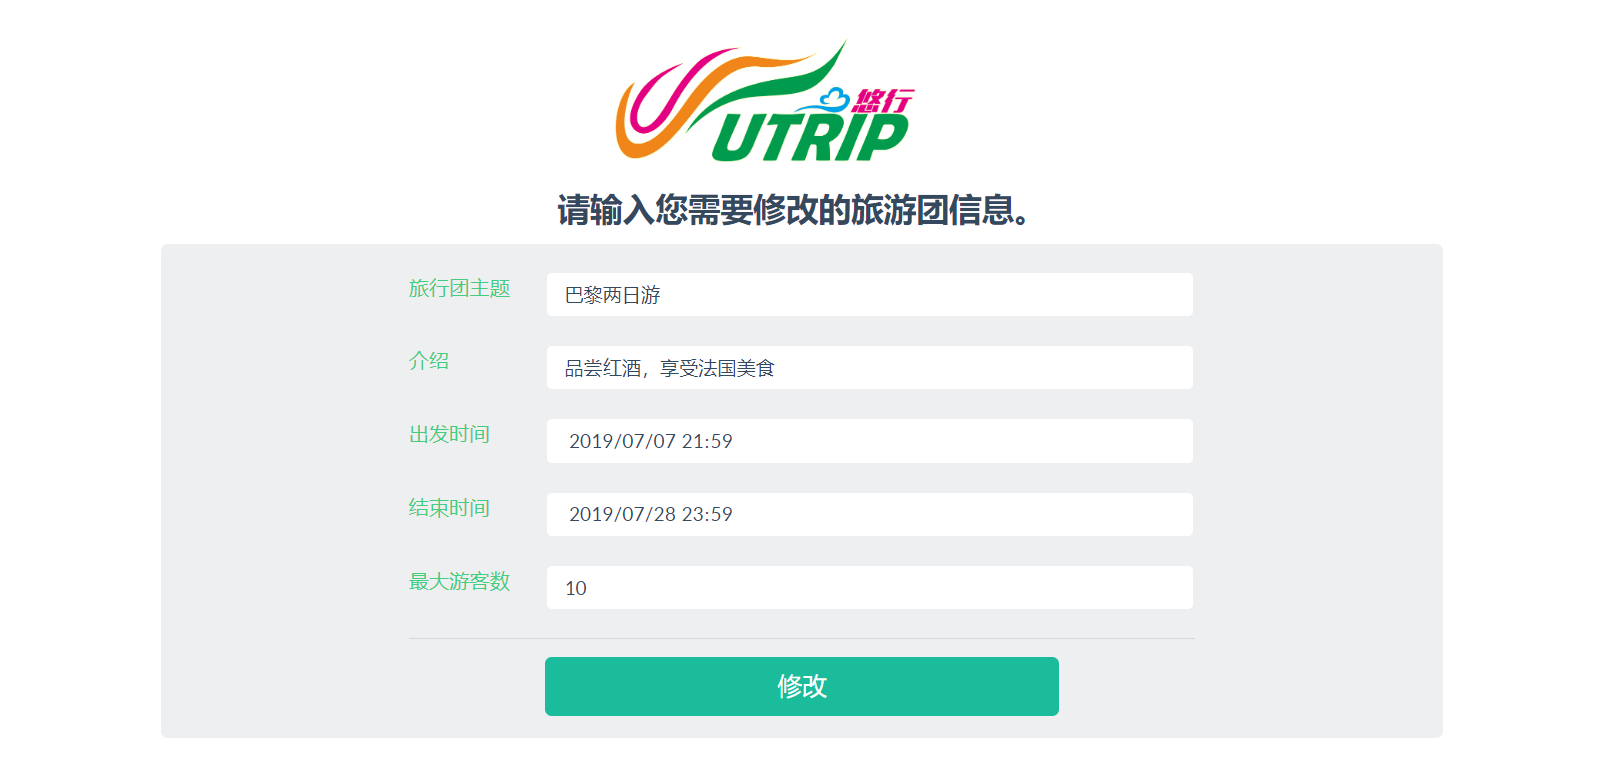 悠行
UTRIP
请输入您需要修改的旅游团信息。
旅行团主题 巴黎两日游
介绍 品尝红酒，享受法国美食
出发时间 2019/07/07 21:59
结束时间 2019/07/28 23:59
最大游客数 10
修改